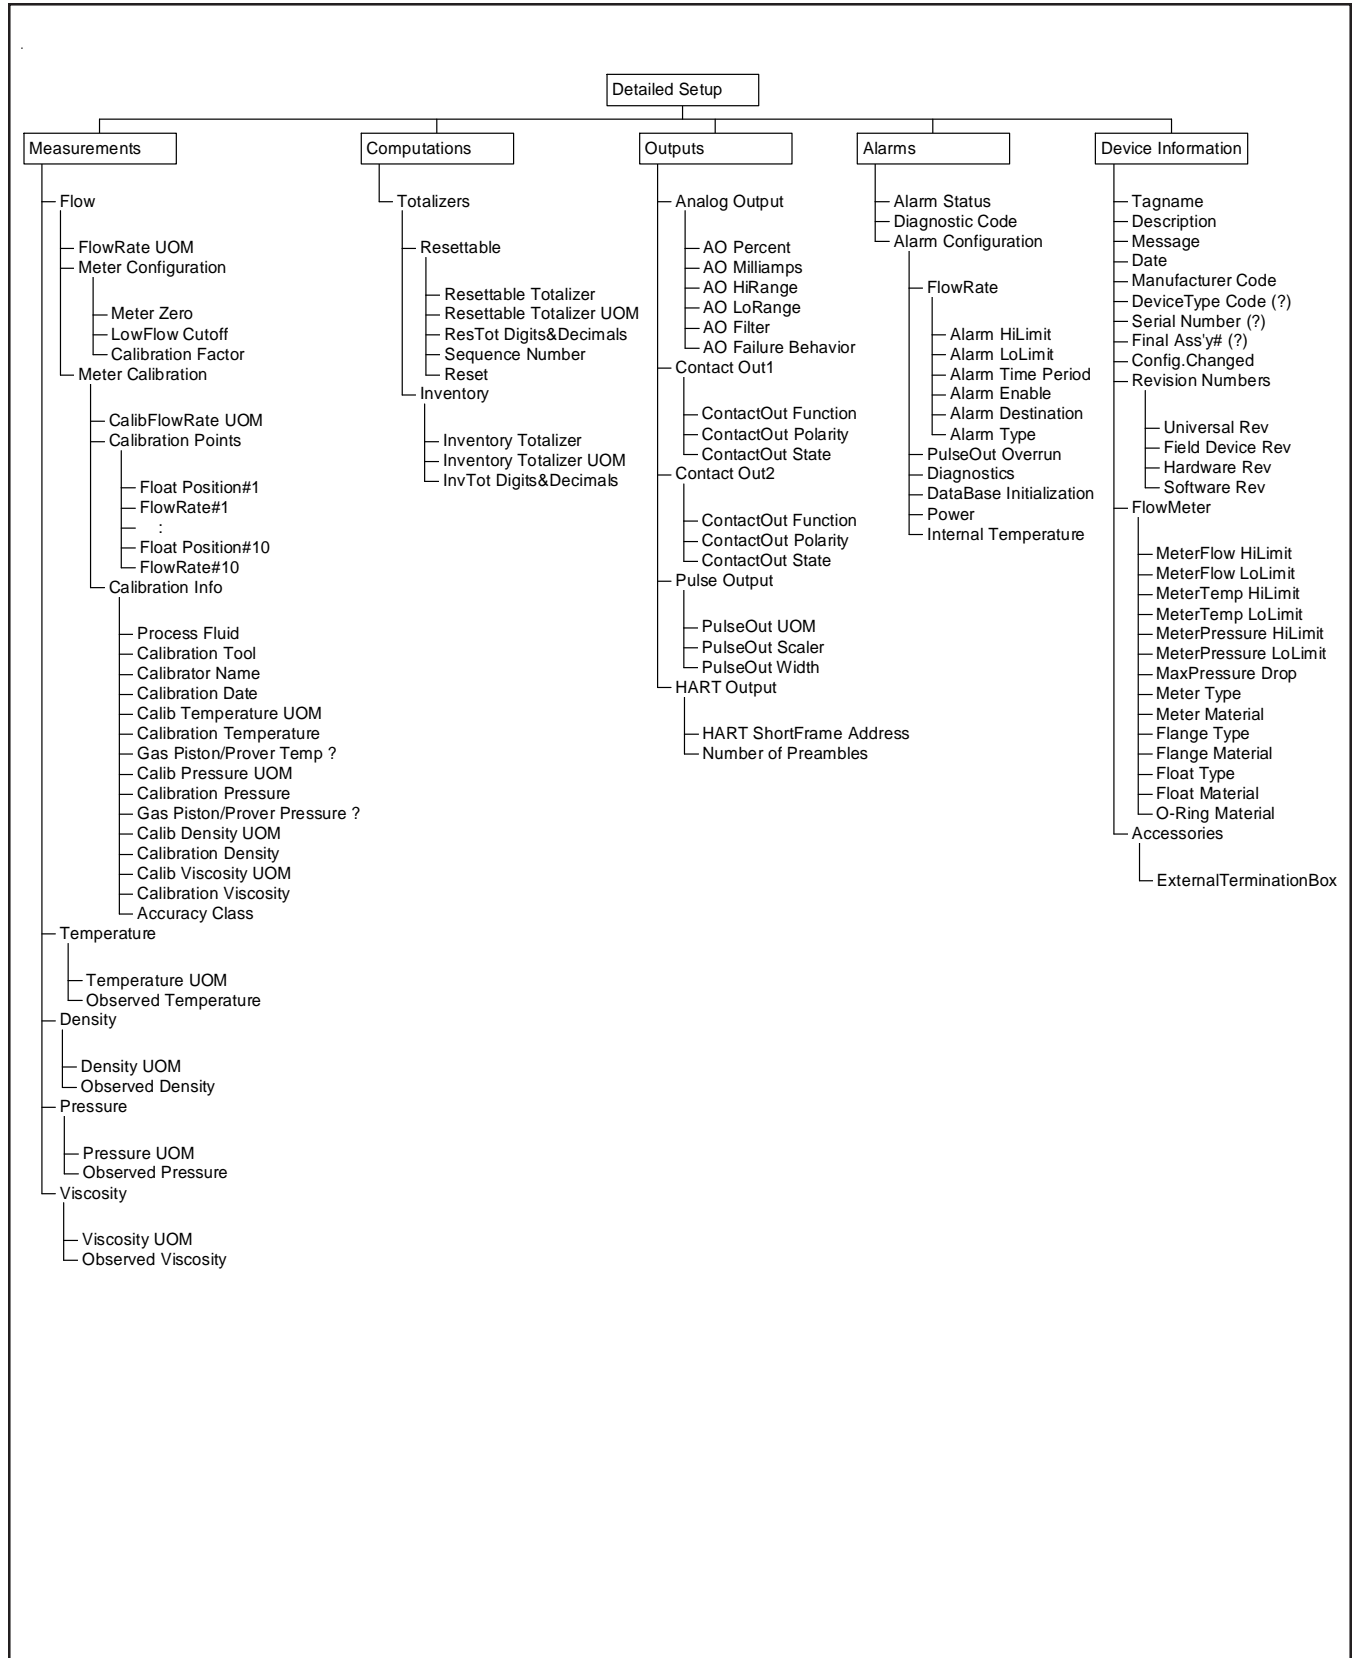 Detailed Setup
Measurements
Flow
FlowRate UOM
Meter Configuration
Meter Zero
LowFlow Cutoff
Calibration Factor
Meter Calibration
CalibFlowRate UOM
Calibration Points
Float Position#1
FlowRate#1
:
Float Position#10
FlowRate#10
Calibration Info
Process Fluid
Calibration Tool
Calibrator Name
Calibration Date
Calib Temperature UOM
Calibration Temperature
Gas Piston/Prover Temp ?
Calib Pressure UOM
Calibration Pressure
Gas Piston/Prover Pressure ?
Calib Density UOM
Calibration Density
Calib Viscosity UOM
Calibration Viscosity
Accuracy Class
Temperature
Temperature UOM
Observed Temperature
Density
Density UOM
Observed Density
Pressure
Pressure UOM
Observed Pressure
Viscosity
Viscosity UOM
Observed Viscosity
Computations
Totalizers
Resettable
Resettable Totalizer
Resettable Totalizer UOM
ResTot Digits&Decimals
Sequence Number
Reset
Inventory
Inventory Totalizer
Inventory Totalizer UOM
InvTot Digits&Decimals
Outputs
Analog Output
AO Percent
AO Milliamps
AO HiRange
AO LoRange
AO Filter
AO Failure Behavior
Contact Out1
ContactOut Function
ContactOut Polarity
ContactOut State
Contact Out2
ContactOut Function
ContactOut Polarity
ContactOut State
Pulse Output
PulseOut UOM
PulseOut Scaler
PulseOut Width
HART Output
HART ShortFrame Address
Number of Preambles
Alarms
Alarm Status
Diagnostic Code
Alarm Configuration
FlowRate
Alarm HiLimit
Alarm LoLimit
Alarm Time Period
Alarm Enable
Alarm Destination
Alarm Type
PulseOut Overrun
Diagnostics
DataBase Initialization
Power
Internal Temperature
Device Information
Tagname
Description
Message
Date
Manufacturer Code
DeviceType Code (?)
Serial Number (?)
Final Ass'y# (?)
Config.Changed
Revision Numbers
Universal Rev
Field Device Rev
Hardware Rev
Software Rev
FlowMeter
MeterFlow HiLimit
MeterFlow LoLimit
MeterTemp HiLimit
MeterTemp LoLimit
MeterPressure HiLimit
MeterPressure LoLimit
MaxPressure Drop
Meter Type
Meter Material
Flange Type
Flange Material
Float Type
Float Material
O-Ring Material
Accessories
ExternalTerminationBox